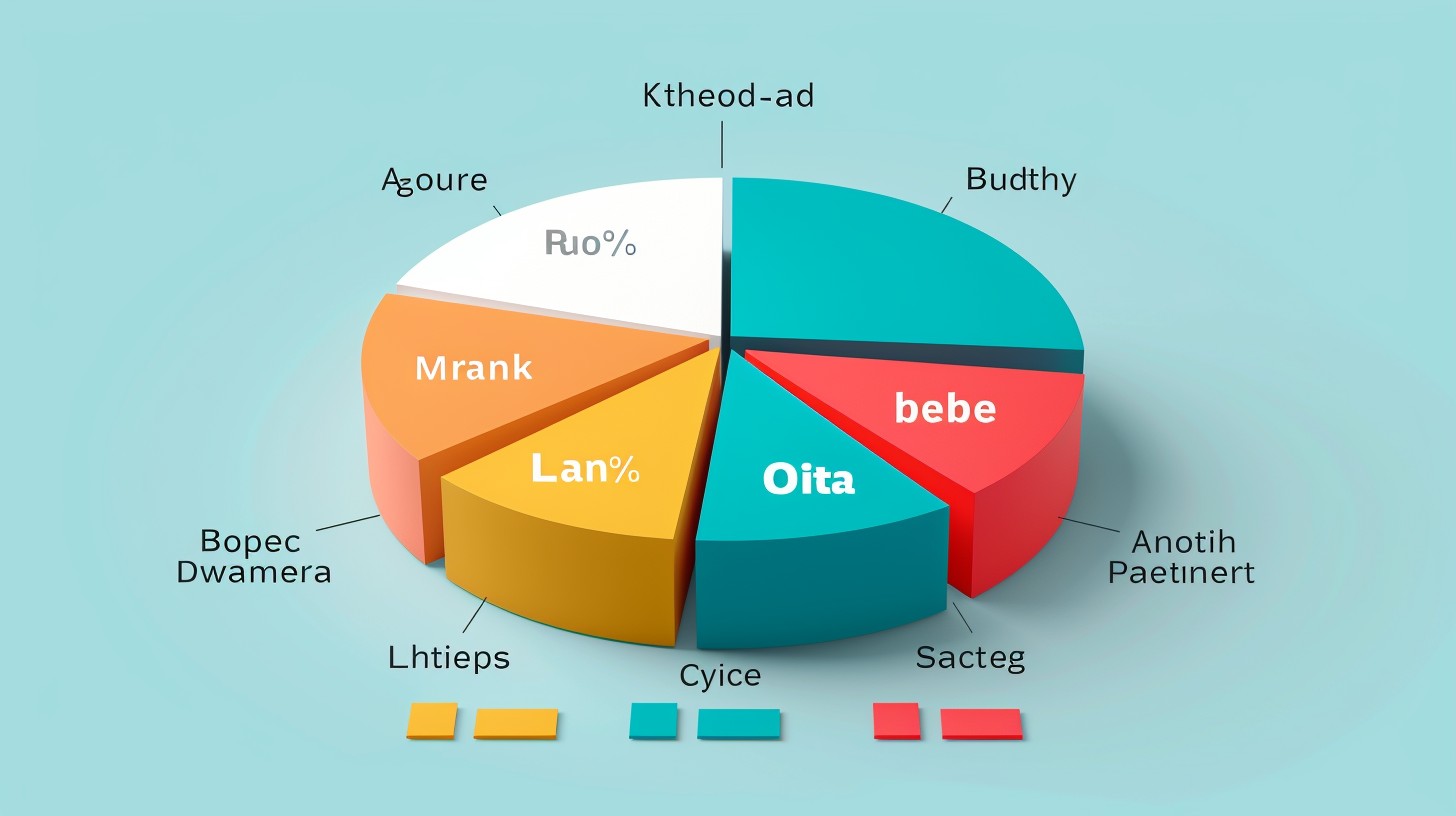 Ktheod-ad
Agoure
Budthy
Ruo%
Mrank
bebe
Lan%
Oita
Bopec
Dwamera
Anotih
Paetınert
Lhtieps
Sacteg
Cyice